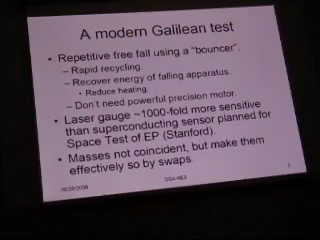 A modern Galilean test
• Repetitive free fall using a "bouncer".
– Rapid recycling.
– Recover energy of falling apparatus.
• Reduce heating.
– Don't need powerful precision motor.
• Laser gauge ~1000-fold more sensitive
than superconducting sensor planned for
Space Test of EP (Stanford).
• Masses not coincident, but make them
effectively so by swaps.